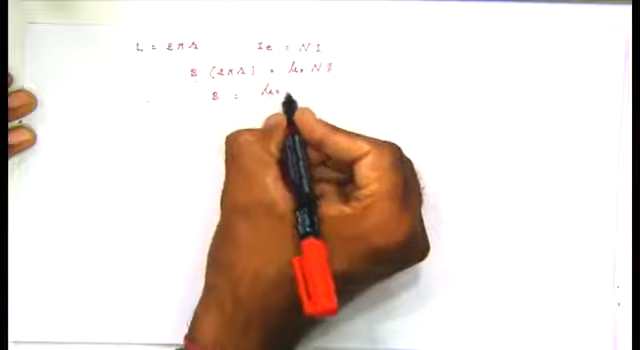 L = 2πr Ie = NI
B (2πr) = μ₀ NI
B = μ₀